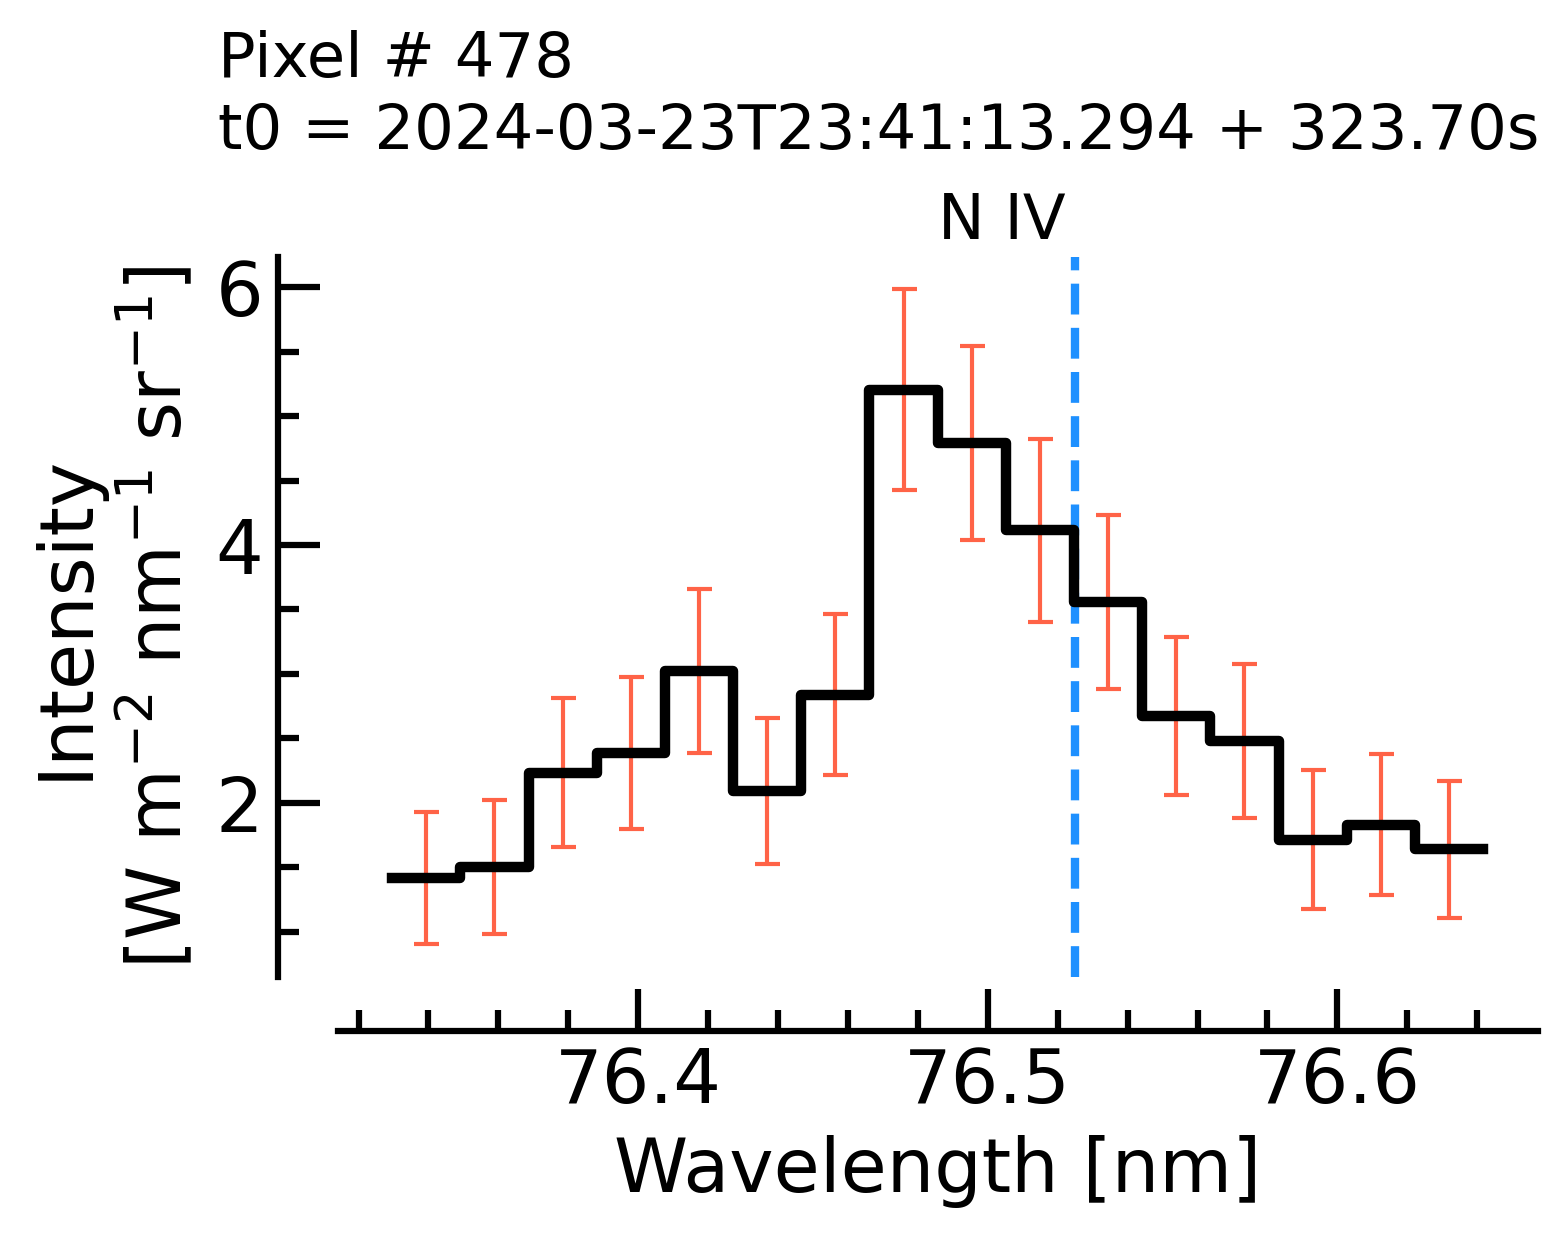 Pixel # 478
t0 = 2024-03-23T23:41:13.294 + 323.70s
N IV
Intensity
[W m⁻² nm⁻¹ sr⁻¹]
6
4
2
76.4 76.5 76.6
Wavelength [nm]